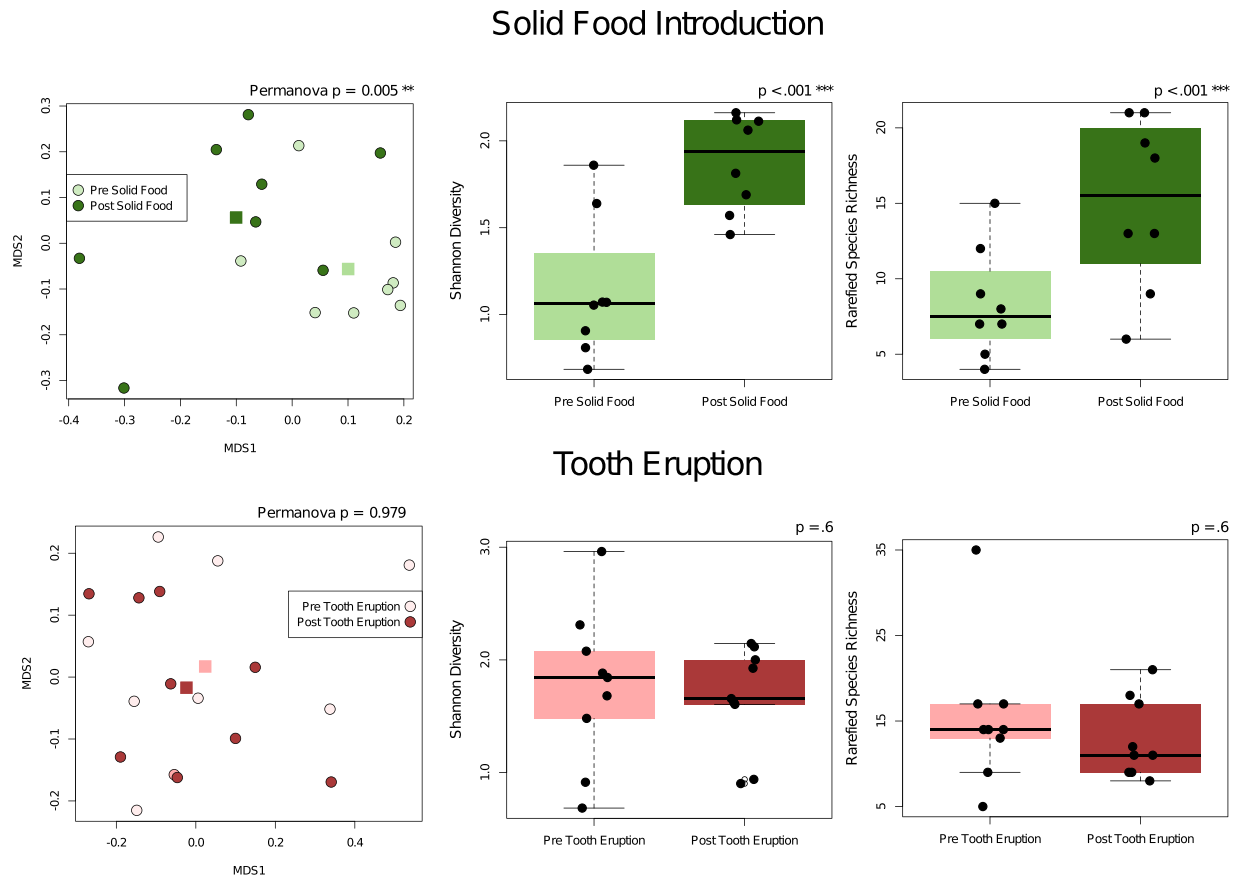 Solid Food Introduction
Permanova p = 0.005 **
0.3
0.2
0.1
0.0
-0.1
-0.2
-0.3
MDS2
Pre Solid Food
Post Solid Food
-0.4 -0.3 -0.2 -0.1 0.0 0.1 0.2
MDS1
p <.001 ***
2.0
1.5
1.0
Shannon Diversity
Pre Solid Food Post Solid Food
p <.001 ***
20
15
10
5
Rarefied Species Richness
Pre Solid Food Post Solid Food
Tooth Eruption
Permanova p = 0.979
0.2
0.1
0.0
-0.1
-0.2
MDS2
Pre Tooth Eruption
Post Tooth Eruption
-0.2 0.0 0.2 0.4
MDS1
p =.6
3.0
2.0
1.0
Shannon Diversity
Pre Tooth Eruption Post Tooth Eruption
p =.6
35
25
15
5
Rarefied Species Richness
Pre Tooth Eruption Post Tooth Eruption